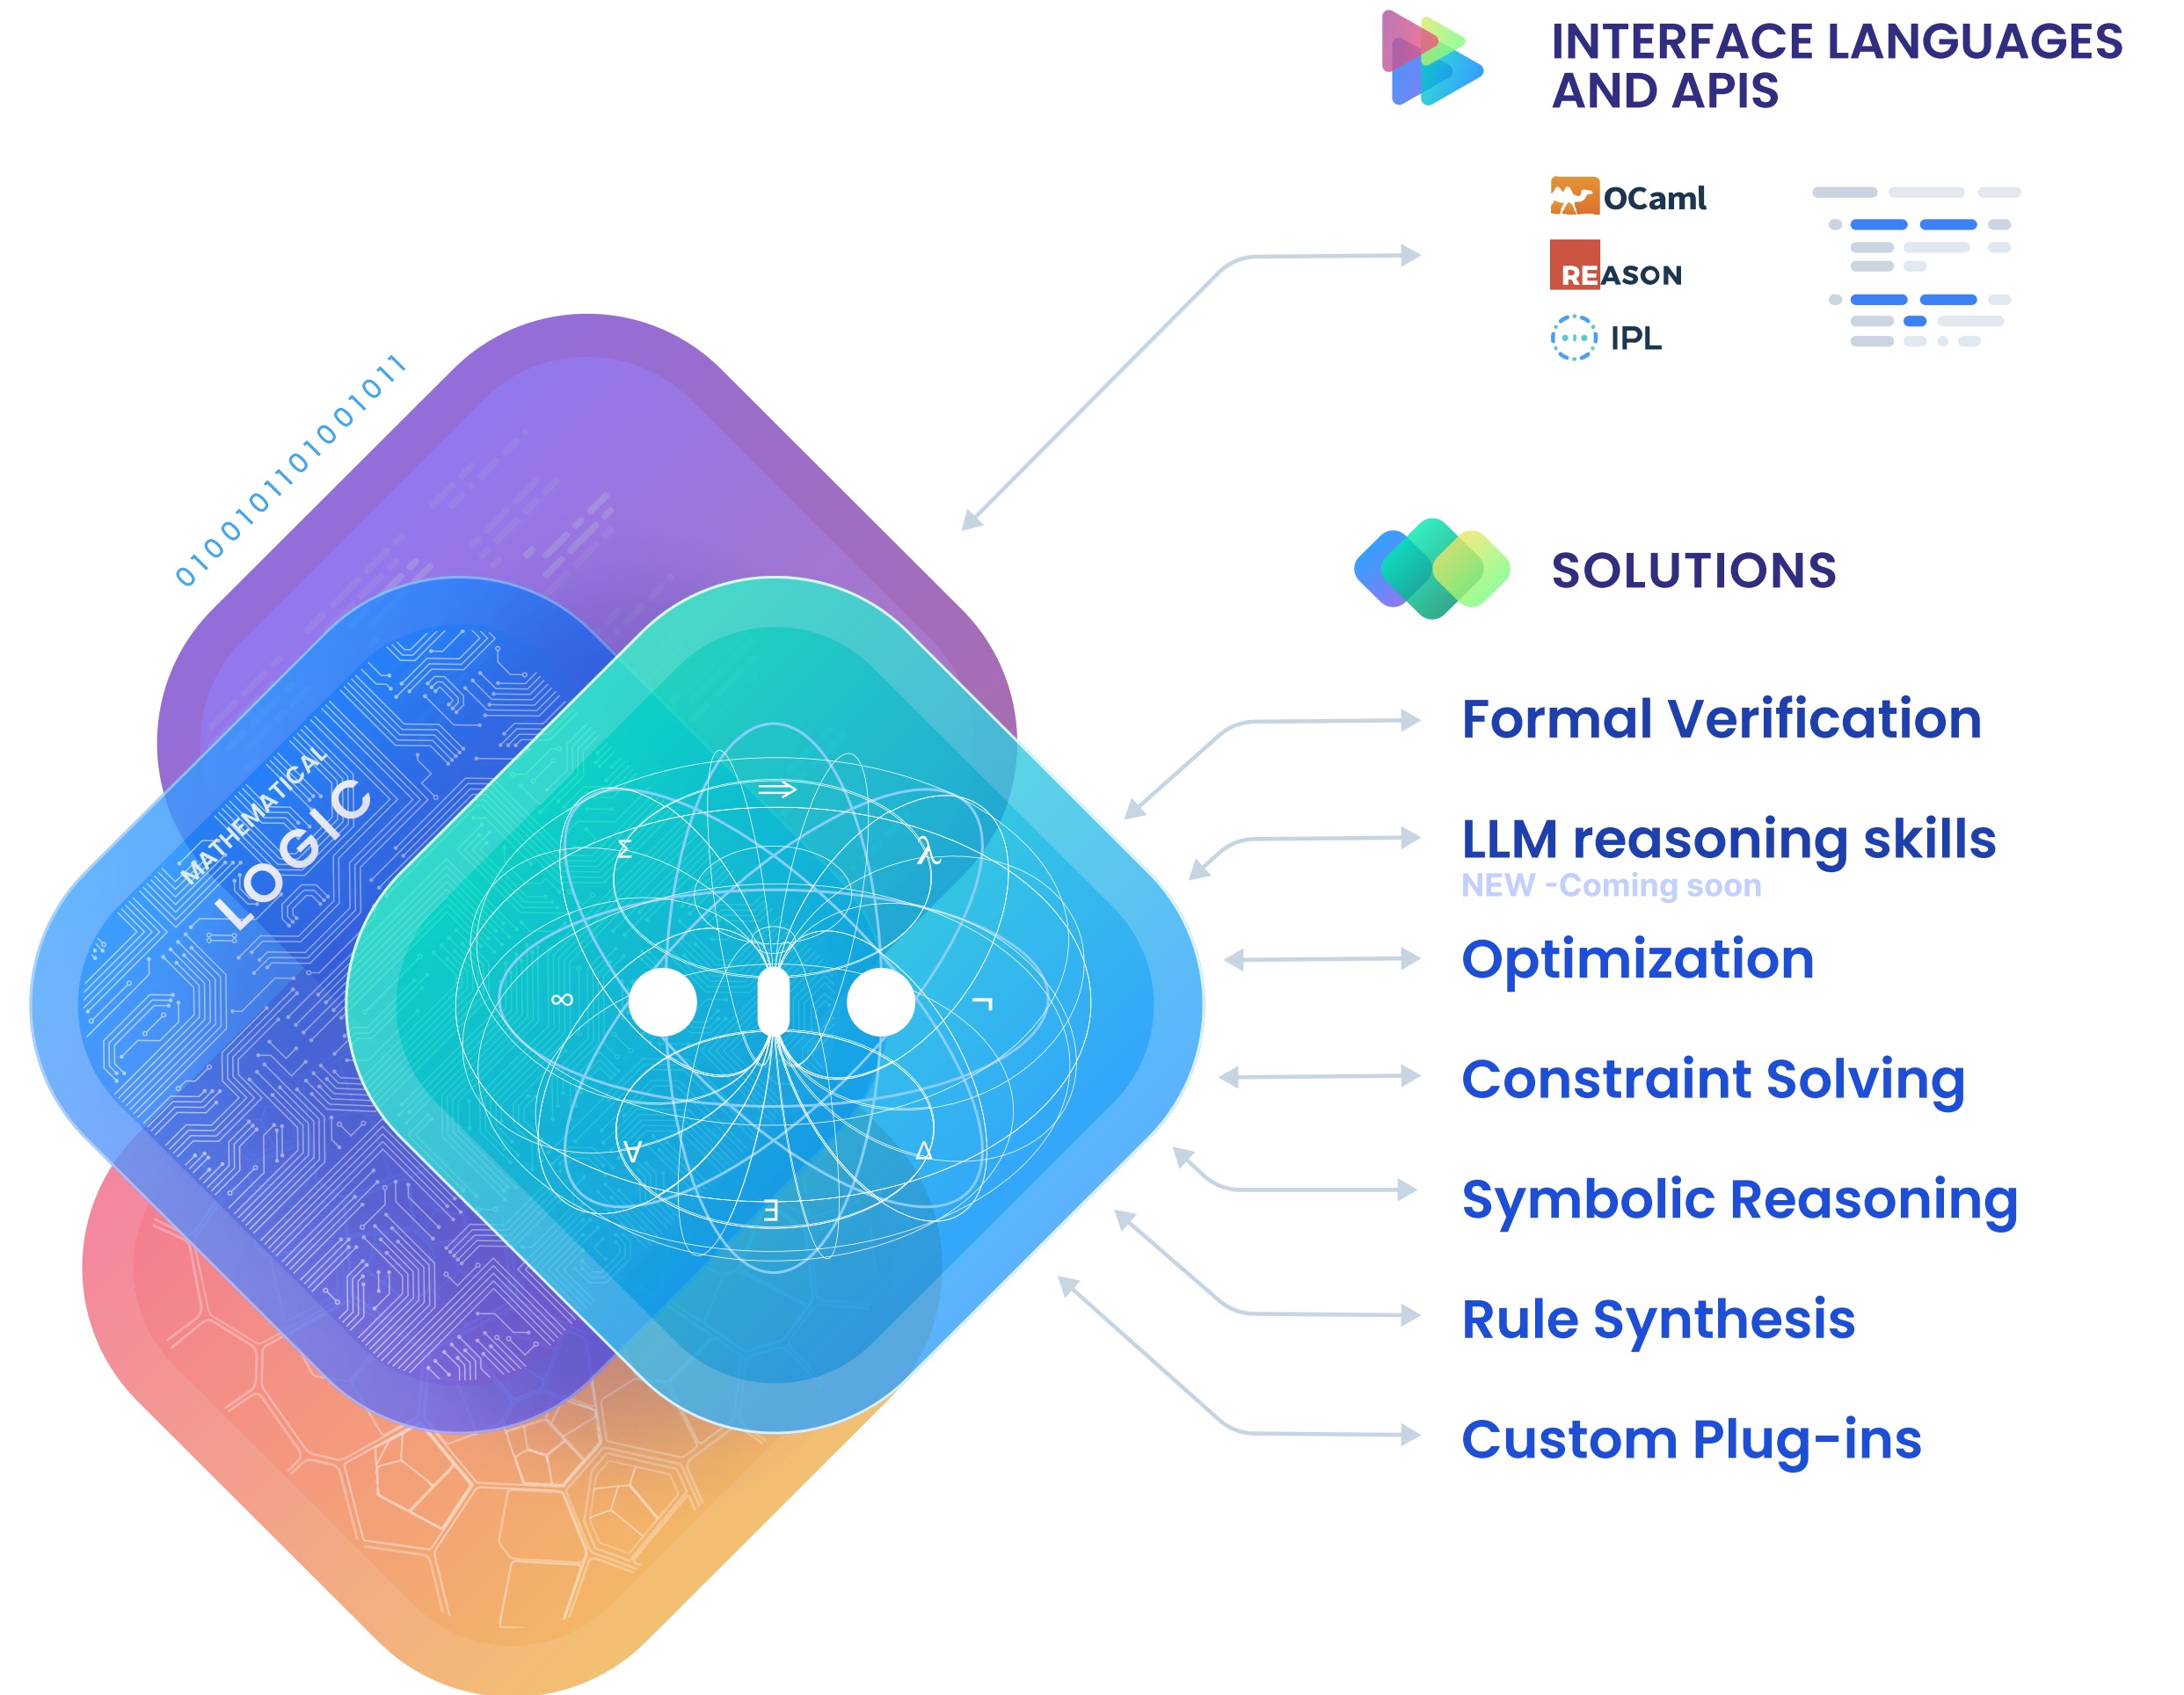 INTERFACE LANGUAGES
AND APIS
OCaml
REASON
IPL
010001011010010011
SOLUTIONS
Formal Verification
LLM reasoning skills
NEW -Coming soon
Optimization
Constraint Solving
Symbolic Reasoning
Rule Synthesis
Custom Plug-ins
MATHEMATICAL
LOGIC
⇒
Σ
λ
∞
¬
∀
∆
∃